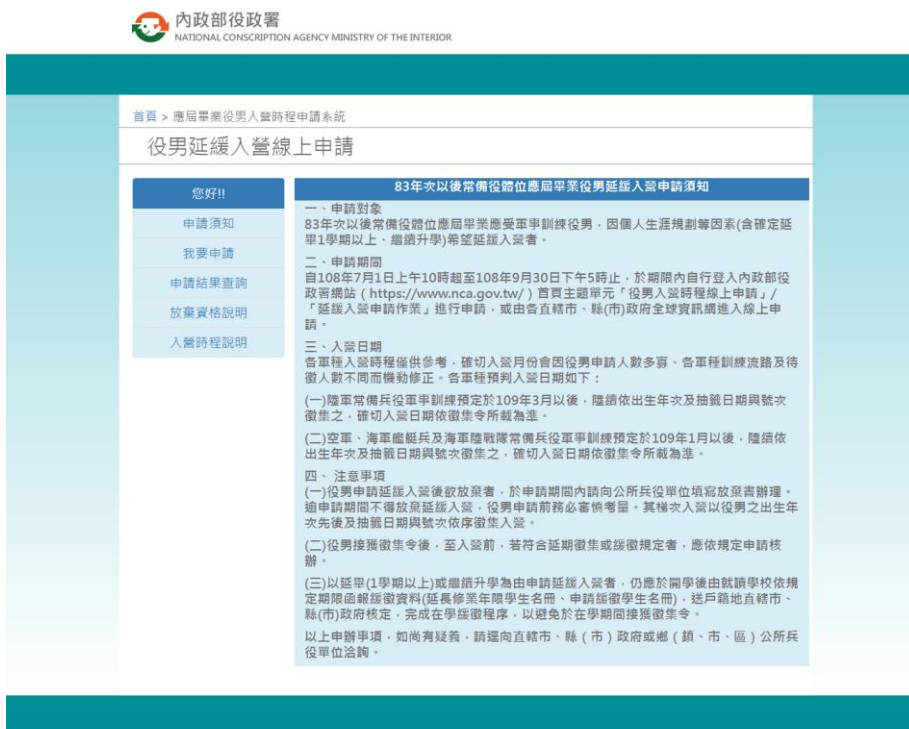 內政部役政署
NATIONAL CONSCRIPTION AGENCY MINISTRY OF THE INTERIOR
首頁 > 應屆畢業役男入營時程申請系統
役男延緩入營線上申請
您好!!
申請須知
我要申請
申請結果查詢
放棄資格說明
入營時程說明
83年次以後常備役體位應屆畢業役男延緩入營申請須知
一、申請對象
83年次以後常備役體位應屆畢業應受軍事訓練役男，因個人生涯規劃等因素(含確定延
畢1學期以上、繼續升學)希望延緩入營者。
二、申請期間
自108年7月1日上午10時起至108年9月30日下午5時止，於期限內自行登入內政部役
政署網站（https://www.nca.gov.tw/）首頁主題單元「役男入營時程線上申請」/
「延緩入營申請作業」進行申請，或由各直轄市、縣(市)政府全球資訊網進入線上申
請。
三、入營日期
各軍種入營時程僅供參考，確切入營月份會因役男申請人數多寡、各軍種訓練流路及待
徵人數不同而機動修正。各軍種預判入營日期如下：
(一)陸軍常備兵役軍事訓練預定於109年3月以後，陸續依出生年次及抽籤日期與號次
徵集之，確切入營日期依徵集令所載為準。
(二)空軍、海軍艦艇兵及海軍陸戰隊常備兵役軍事訓練預定於109年1月以後，陸續依
出生年次及抽籤日期與號次徵集之，確切入營日期依徵集令所載為準。
四、 注意事項
(一)役男申請延緩入營後欲放棄者，於申請期間內請向公所兵役單位填寫放棄書辦理。
逾申請期間不得放棄延緩入營，役男申請前務必審慎考量。其梯次入營以役男之出生年
次先後及抽籤日期與號次依序徵集入營。
(二)役男接獲徵集令後，至入營前，若符合延期徵集或緩徵規定者，應依規定申請核
辦。
(三)以延畢(1學期以上)或繼續升學為由申請延緩入營者，仍應於開學後由就讀學校依規
定期限函報緩徵資料(延長修業年限學生名冊、申請緩徵學生名冊)，送戶籍地直轄市、
縣(市)政府核定，完成在學緩徵程序，以避免於在學期間接獲徵集令。
以上申辦事項，如尚有疑義，請逕向直轄市、縣（市）政府或鄉（鎮、市、區）公所兵
役單位洽詢。